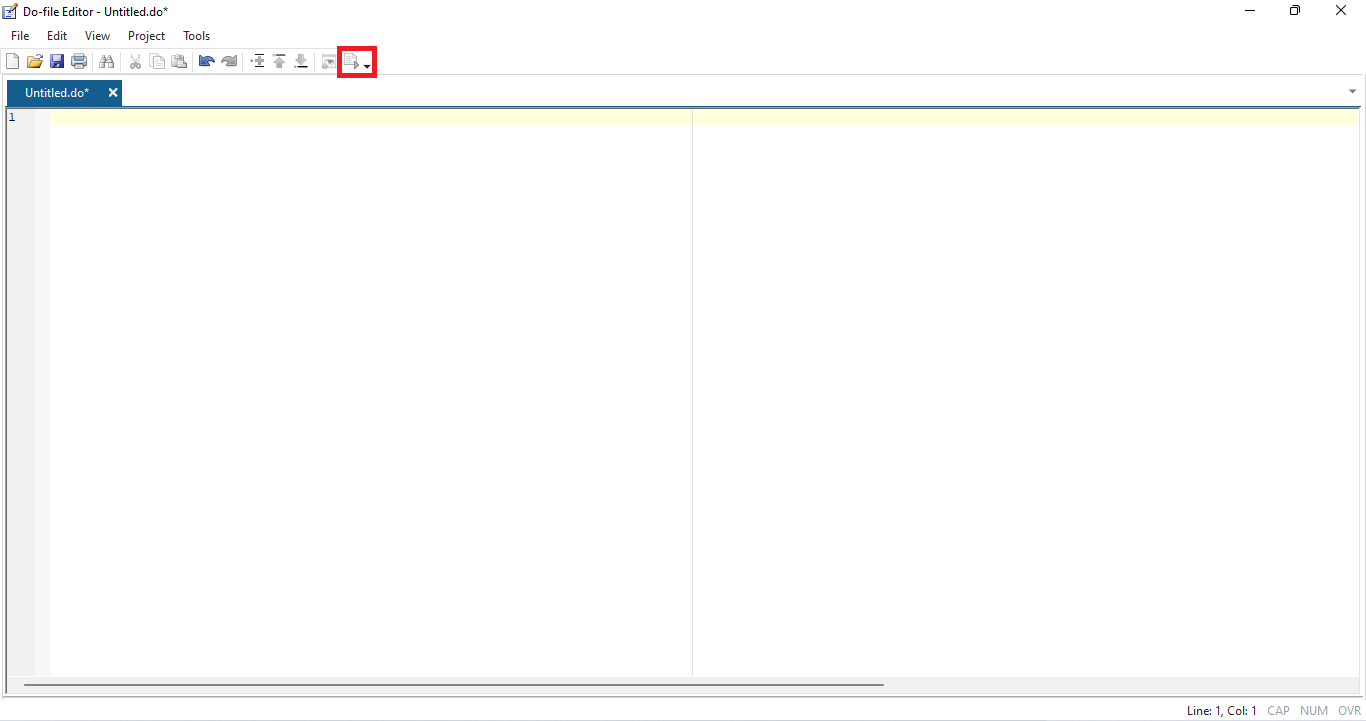 Do-file Editor - Untitled.do*
File Edit View Project Tools
Untitled.do*
1
Line: 1, Col: 1 CAP NUM OVR